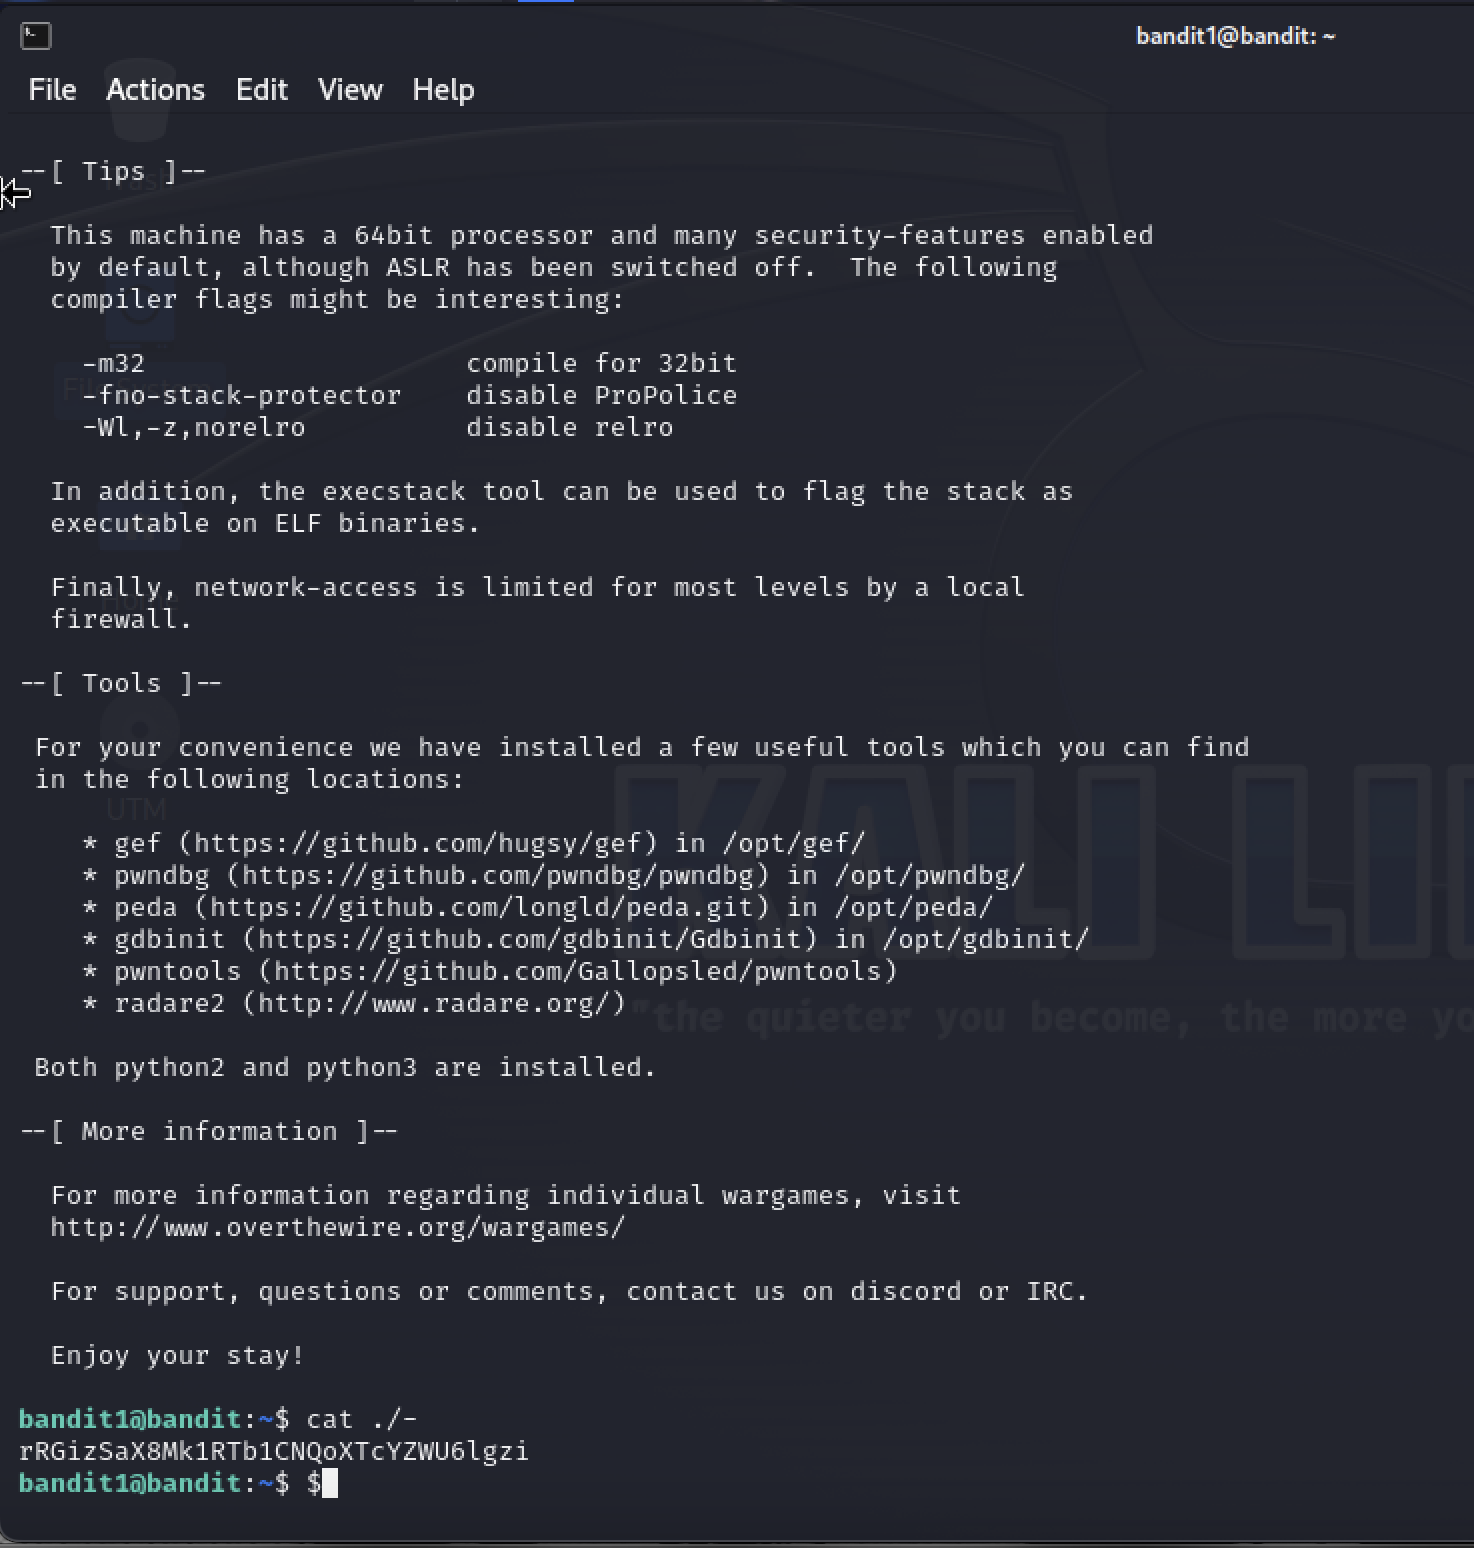 bandit1@bandit: ~
File Actions Edit View Help
--[ Tips ]--
This machine has a 64bit processor and many security-features enabled
by default, although ASLR has been switched off.  The following
compiler flags might be interesting:
-m32                    compile for 32bit
-fno-stack-protector    disable ProPolice
-Wl,-z,norelro          disable relro
In addition, the execstack tool can be used to flag the stack as
executable on ELF binaries.
Finally, network-access is limited for most levels by a local
firewall.
--[ Tools ]--
For your convenience we have installed a few useful tools which you can find
in the following locations:
* gef (https://github.com/hugsy/gef) in /opt/gef/
* pwndbg (https://github.com/pwndbg/pwndbg) in /opt/pwndbg/
* peda (https://github.com/longld/peda.git) in /opt/peda/
* gdbinit (https://github.com/gdbinit/Gdbinit) in /opt/gdbinit/
* pwntools (https://github.com/Gallopsled/pwntools)
* radare2 (http://www.radare.org/)
Both python2 and python3 are installed.
--[ More information ]--
For more information regarding individual wargames, visit
http://www.overthewire.org/wargames/
For support, questions or comments, contact us on discord or IRC.
Enjoy your stay!
bandit1@bandit:~$ cat ./-
rRGizSaX8Mk1RTb1CNQoXTcYZWU6lgzi
bandit1@bandit:~$ $
Trash
File System
Home
UTM
KALI LI
"the quieter you become, the more yo